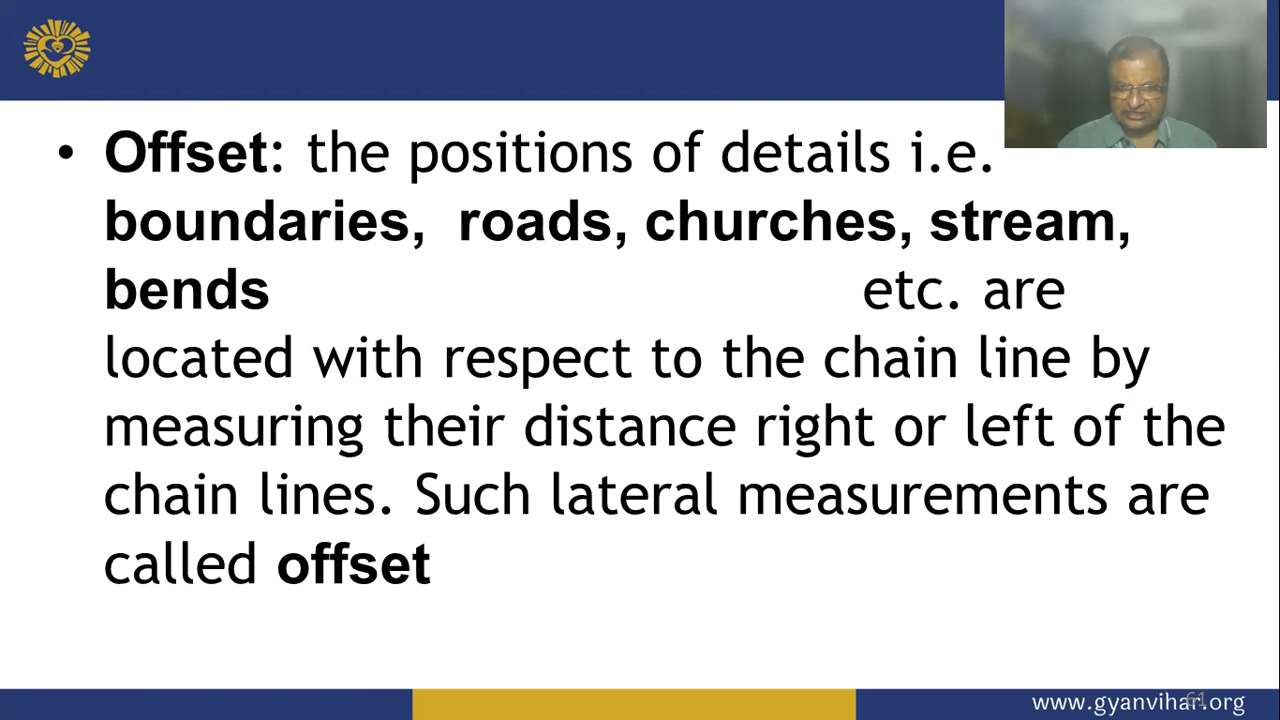 • Offset: the positions of details i.e.
boundaries, roads, churches, stream,
bends etc. are
located with respect to the chain line by
measuring their distance right or left of the
chain lines. Such lateral measurements are
called offset
www.gyanvihar.org
61